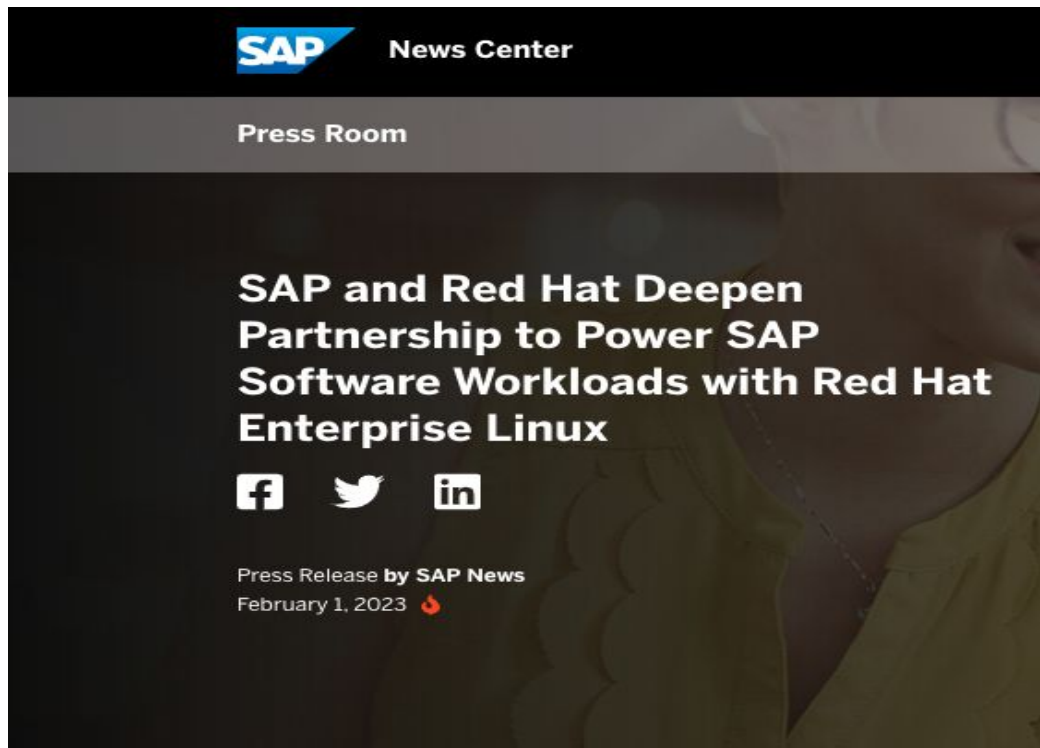 SAP News Center
Press Room
SAP and Red Hat Deepen
Partnership to Power SAP
Software Workloads with Red Hat
Enterprise Linux
f in
Press Release by SAP News
February 1, 2023